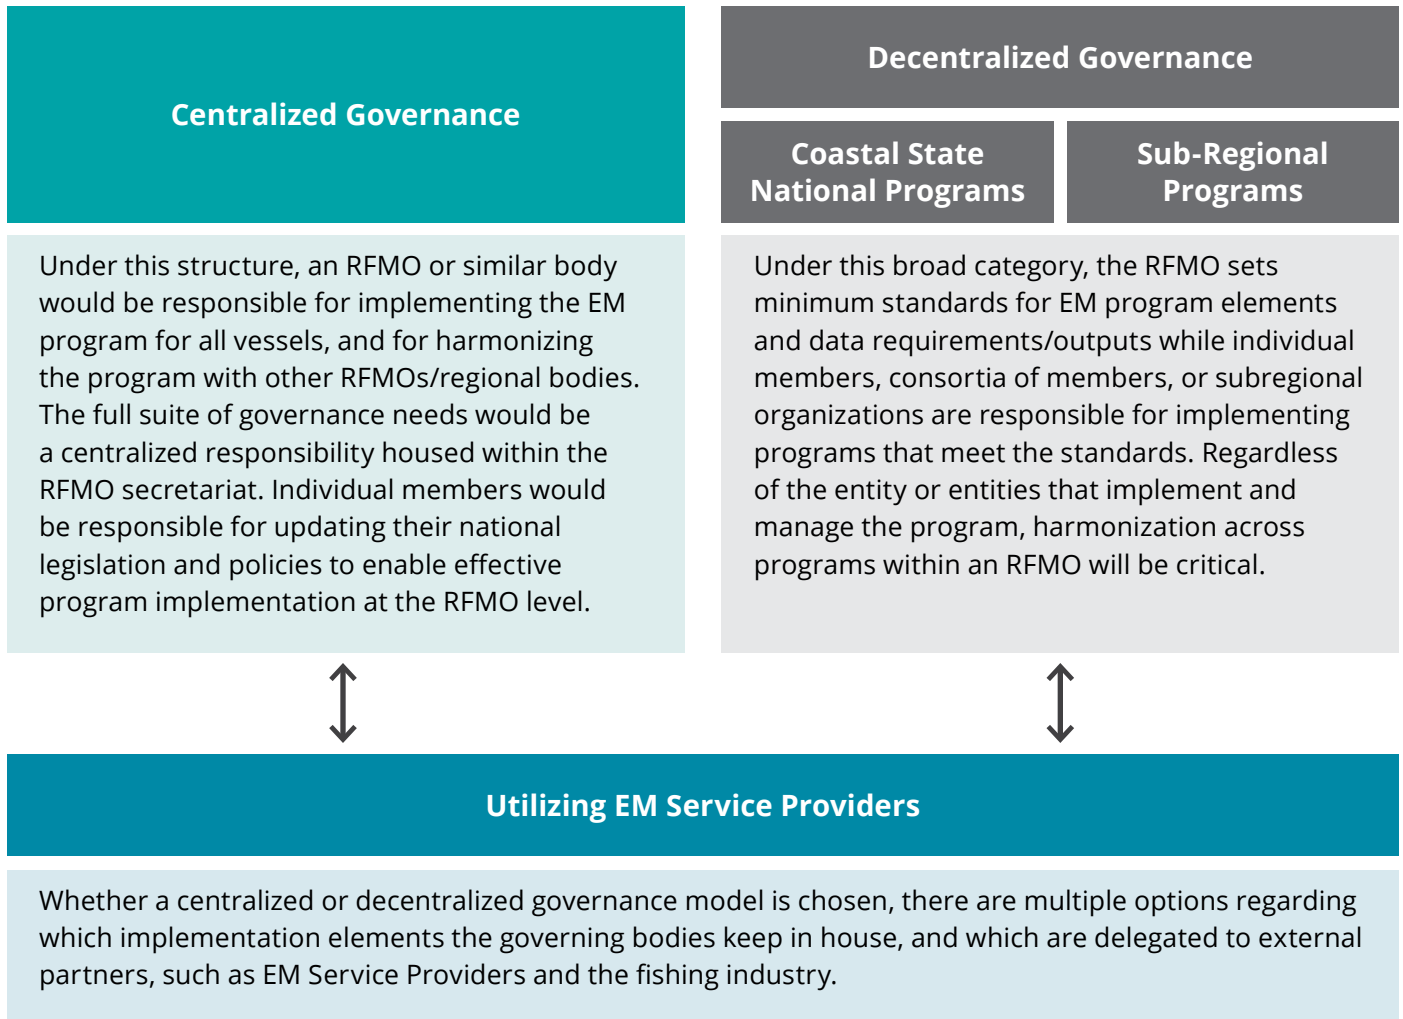 Centralized Governance
Under this structure, an RFMO or similar body
would be responsible for implementing the EM
program for all vessels, and for harmonizing
the program with other RFMOs/regional bodies.
The full suite of governance needs would be
a centralized responsibility housed within the
RFMO secretariat. Individual members would
be responsible for updating their national
legislation and policies to enable effective
program implementation at the RFMO level.
Decentralized Governance
Coastal State
National Programs
Sub-Regional
Programs
Under this broad category, the RFMO sets
minimum standards for EM program elements
and data requirements/outputs while individual
members, consortia of members, or subregional
organizations are responsible for implementing
programs that meet the standards. Regardless
of the entity or entities that implement and
manage the program, harmonization across
programs within an RFMO will be critical.
Utilizing EM Service Providers
Whether a centralized or decentralized governance model is chosen, there are multiple options regarding
which implementation elements the governing bodies keep in house, and which are delegated to external
partners, such as EM Service Providers and the fishing industry.